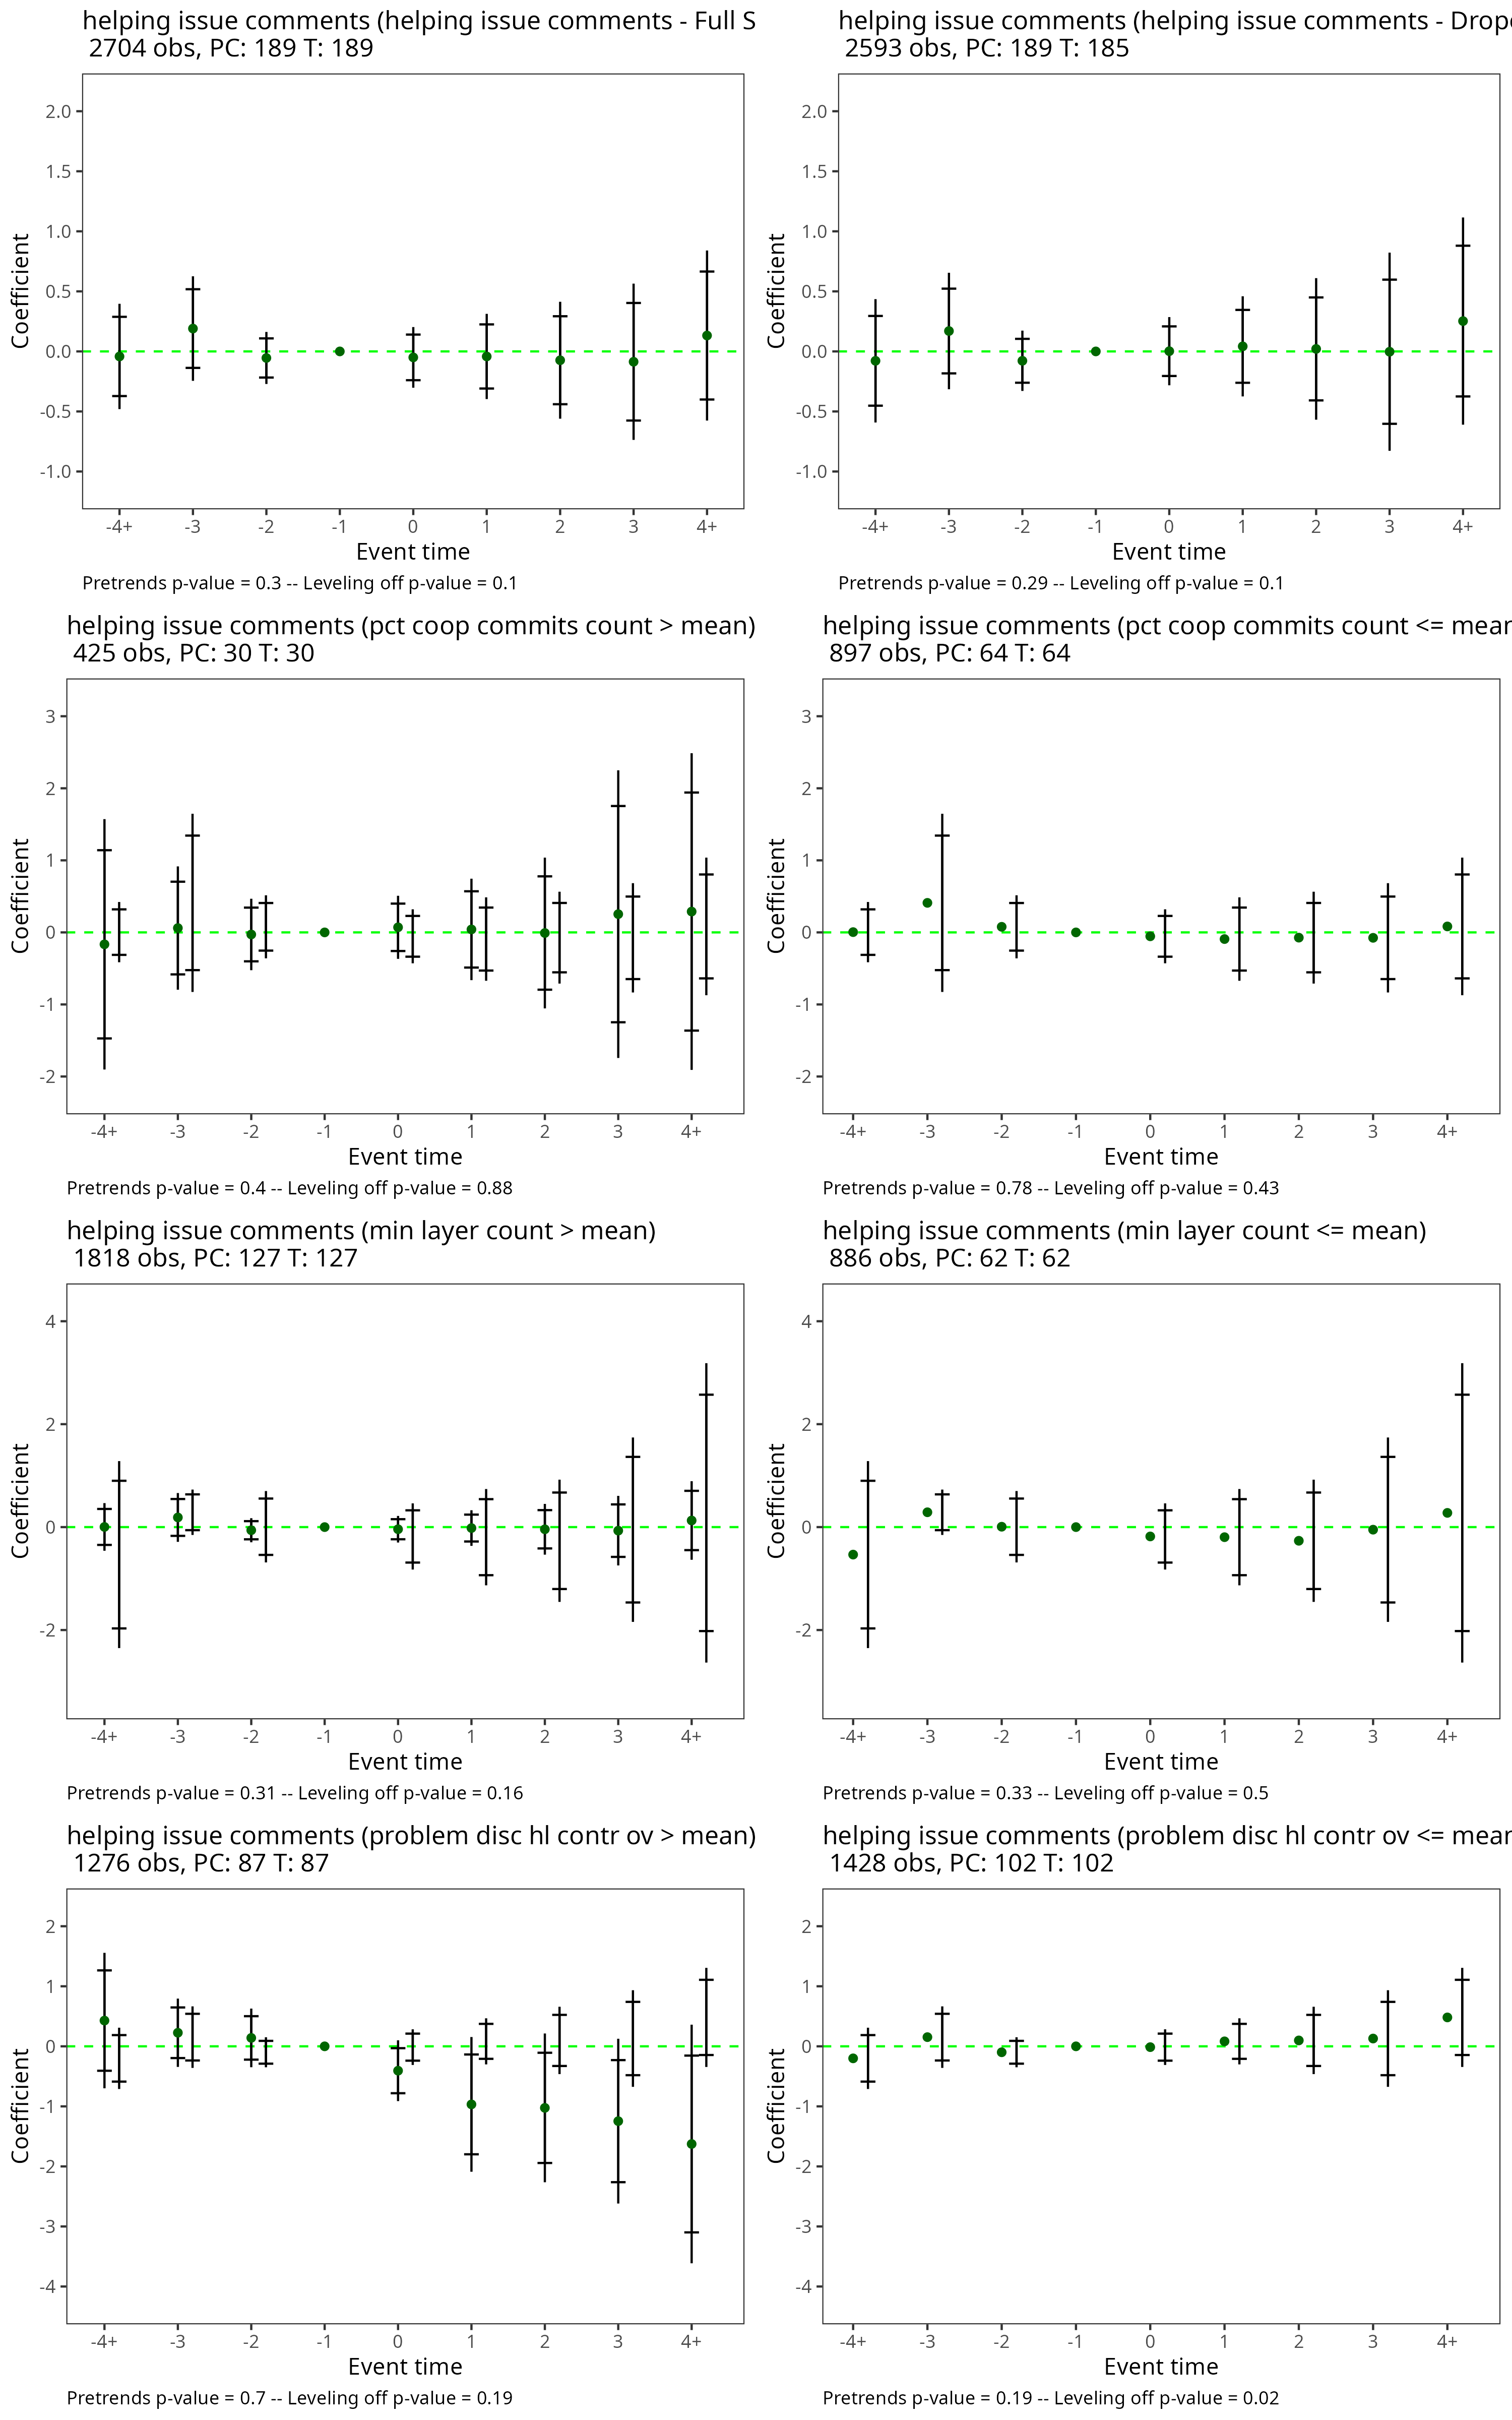 helping issue comments (helping issue comments - Full S
2704 obs, PC: 189 T: 189
Coefficient
2.0
1.5
1.0
0.5
0.0
-0.5
-1.0
-4+ -3 -2 -1 0 1 2 3 4+
Event time
Pretrends p-value = 0.3 -- Leveling off p-value = 0.1
helping issue comments (helping issue comments - Drop
2593 obs, PC: 189 T: 185
Coefficient
2.0
1.5
1.0
0.5
0.0
-0.5
-1.0
-4+ -3 -2 -1 0 1 2 3 4+
Event time
Pretrends p-value = 0.29 -- Leveling off p-value = 0.1
helping issue comments (pct coop commits count > mean)
425 obs, PC: 30 T: 30
Coefficient
3
2
1
0
-1
-2
-4+ -3 -2 -1 0 1 2 3 4+
Event time
Pretrends p-value = 0.4 -- Leveling off p-value = 0.88
helping issue comments (pct coop commits count <= mear
897 obs, PC: 64 T: 64
Coefficient
3
2
1
0
-1
-2
-4+ -3 -2 -1 0 1 2 3 4+
Event time
Pretrends p-value = 0.78 -- Leveling off p-value = 0.43
helping issue comments (min layer count > mean)
1818 obs, PC: 127 T: 127
Coefficient
4
2
0
-2
-4+ -3 -2 -1 0 1 2 3 4+
Event time
Pretrends p-value = 0.31 -- Leveling off p-value = 0.16
helping issue comments (min layer count <= mean)
886 obs, PC: 62 T: 62
Coefficient
4
2
0
-2
-4+ -3 -2 -1 0 1 2 3 4+
Event time
Pretrends p-value = 0.33 -- Leveling off p-value = 0.5
helping issue comments (problem disc hl contr ov > mean)
1276 obs, PC: 87 T: 87
Coefficient
2
1
0
-1
-2
-3
-4
-4+ -3 -2 -1 0 1 2 3 4+
Event time
Pretrends p-value = 0.7 -- Leveling off p-value = 0.19
helping issue comments (problem disc hl contr ov <= mear
1428 obs, PC: 102 T: 102
Coefficient
2
1
0
-1
-2
-3
-4
-4+ -3 -2 -1 0 1 2 3 4+
Event time
Pretrends p-value = 0.19 -- Leveling off p-value = 0.02